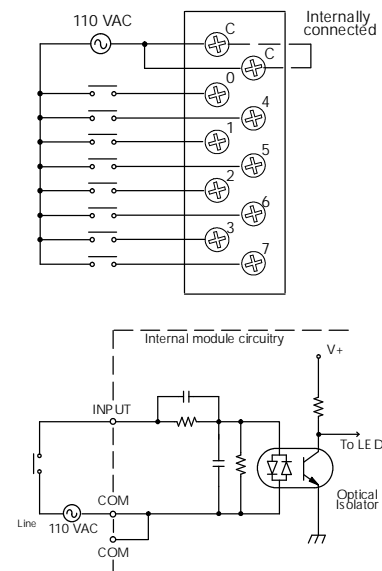 110 VAC
Internally
connected
C
C
0
4
1
5
2
6
3
7
Internal module circuitry
V+
INPUT
To LED
COM
Optical
Isolator
Line
110 VAC
COM